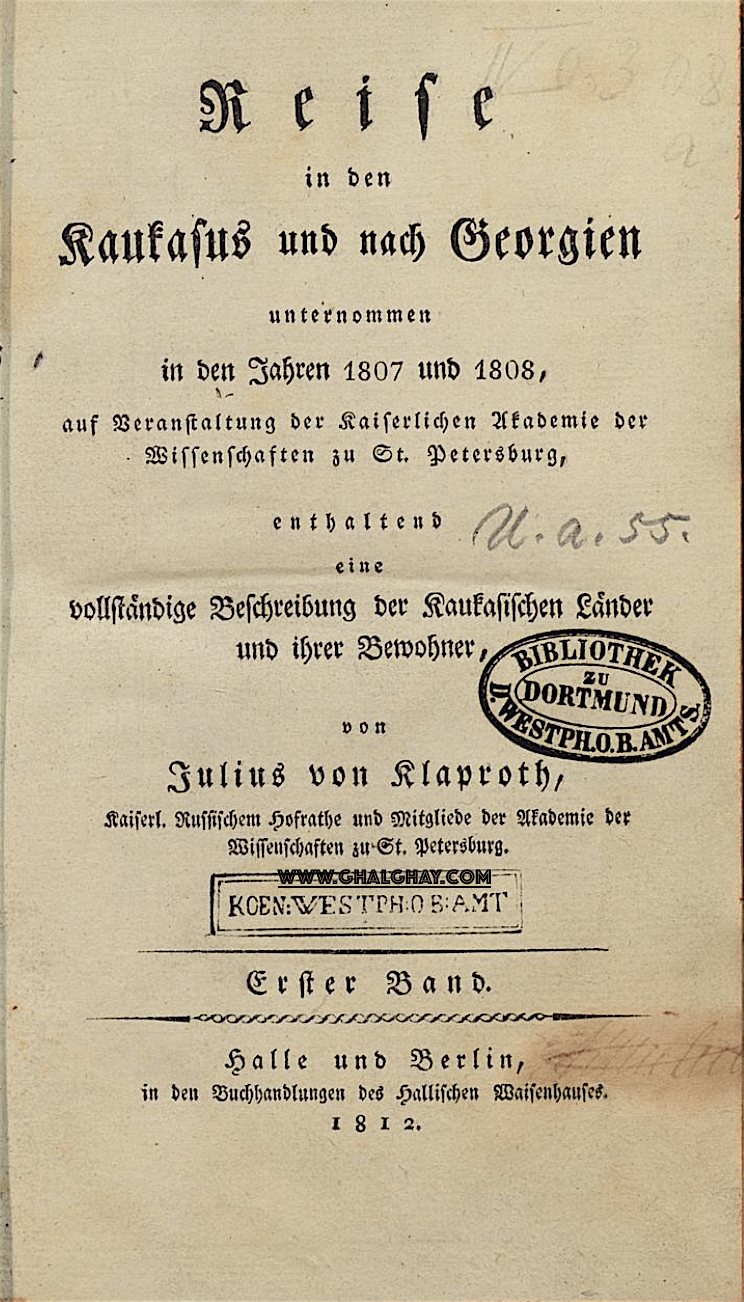 Reise
in den
Kaukasus und nach Georgien
unternommen
in den Jahren 1807 und 1808,
auf Veranstaltung der Kaiserlichen Akademie der
Wissenschaften zu St. Petersburg,
enthaltend
U. a. 55.
eine
vollständige Beschreibung der Kaukasischen Länder
und ihrer Bewohner,
BIBLIOTHEK
ZU
DORTMUND
D. WESTPH. O. B. AMTS.
von
Julius von Klaproth,
Kaiserl. Russischem Hofrathe und Mitgliede der Akademie der
Wissenschaften zu St. Petersburg.
WWW.GHALGHAY.COM
KOEN:WESTPH:O B:AMT
Erster Band.
Halle und Berlin,
in den Buchhandlungen des Hallischen Waisenhauses.
1812.